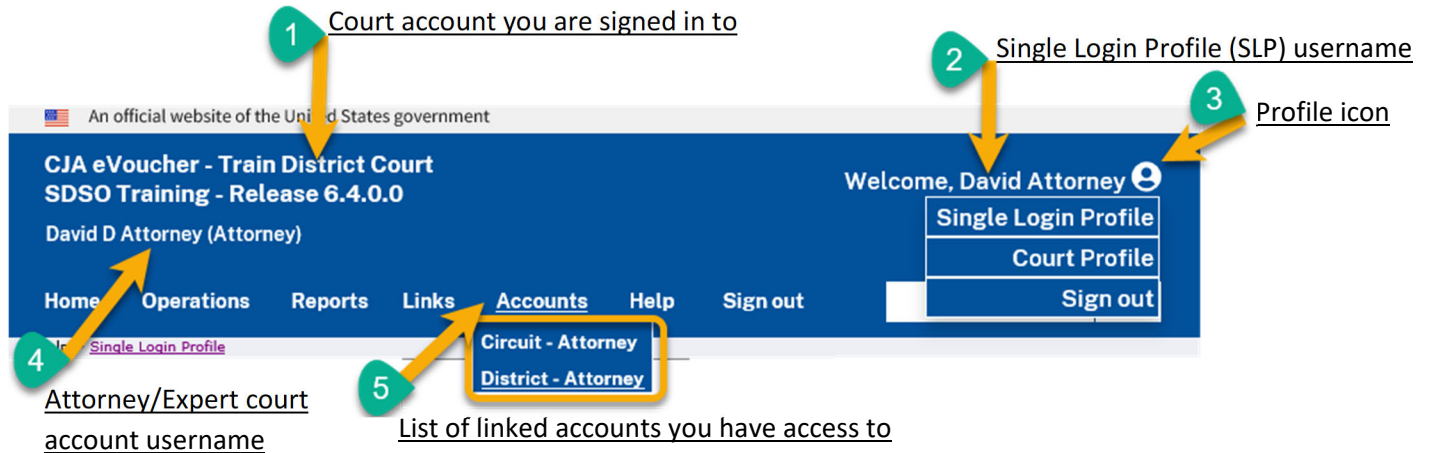 1
Court account you are signed in to
2
Single Login Profile (SLP) username
3
Profile icon
An official website of the United States government
CJA eVoucher - Train District Court
SDSO Training - Release 6.4.0.0
David D Attorney (Attorney)
Welcome, David Attorney
Single Login Profile
Court Profile
Sign out
Home Operations Reports Links Accounts Help Sign out
Circuit - Attorney
District - Attorney
Single Login Profile
4
Attorney/Expert court
account username
5
List of linked accounts you have access to